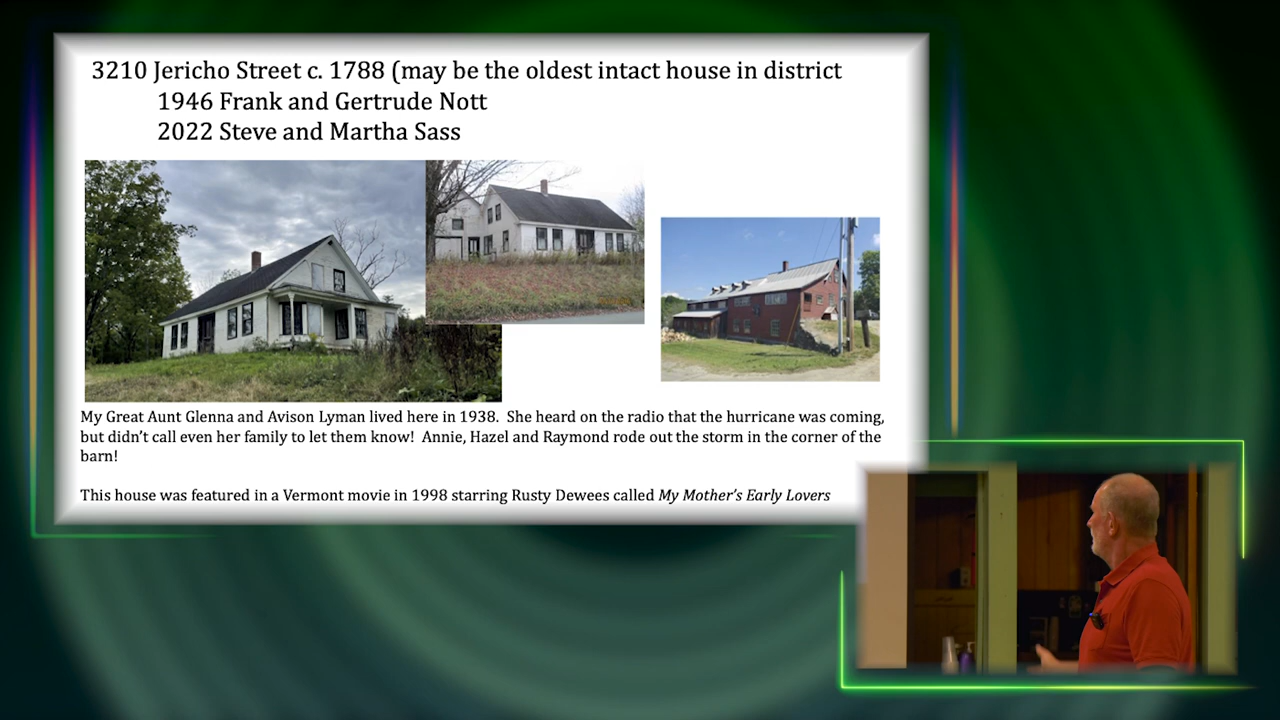 3210 Jericho Street c. 1788 (may be the oldest intact house in district
1946 Frank and Gertrude Nott
2022 Steve and Martha Sass
My Great Aunt Glenna and Avison Lyman lived here in 1938.  She heard on the radio that the hurricane was coming,
but didn’t call even her family to let them know!  Annie, Hazel and Raymond rode out the storm in the corner of the
barn!
This house was featured in a Vermont movie in 1998 starring Rusty Dewees called My Mother’s Early Lovers